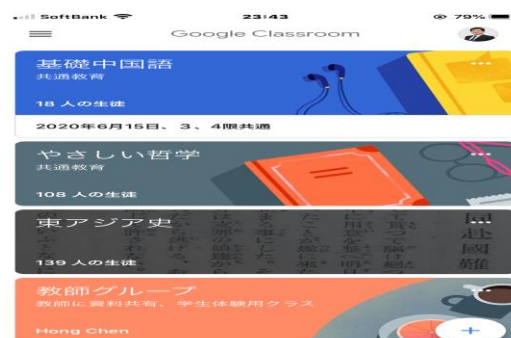 SoftBank 23:43 79%
Google Classroom
基礎中国語
共通教育
18 人の生徒
2020年6月15日、3、4限共通
やさしい哲学
共通教育
108 人の生徒
東アジア史
139 人の生徒
教師グループ
教師に資料共有、学生体験用クラス
Hong Chen